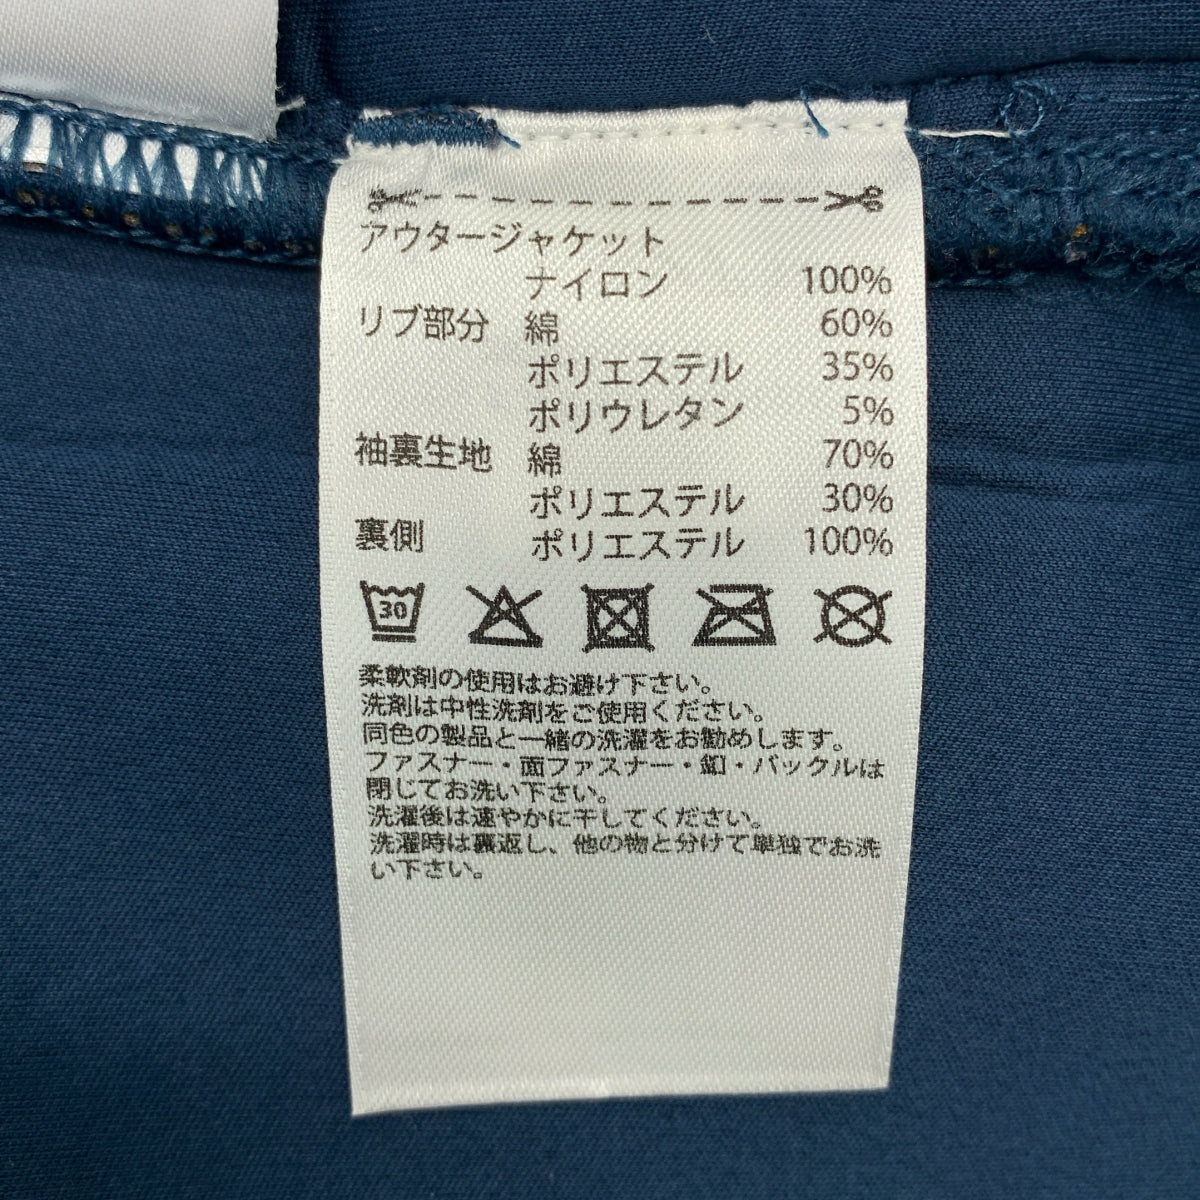 アウタージャケット
ナイロン 100%
リブ部分 綿 60%
ポリエステル 35%
ポリウレタン 5%
袖裏生地 綿 70%
ポリエステル 30%
裏側 ポリエステル 100%
30
柔軟剤の使用はお避け下さい。
洗剤は中性洗剤をご使用ください。
同色の製品と一緒の洗濯をお勧めします。
ファスナー・面ファスナー・釦・バックルは
閉じてお洗い下さい。
洗濯後は速やかに干してください。
洗濯時は裏返し、他の物と分けて単独でお洗
い下さい。